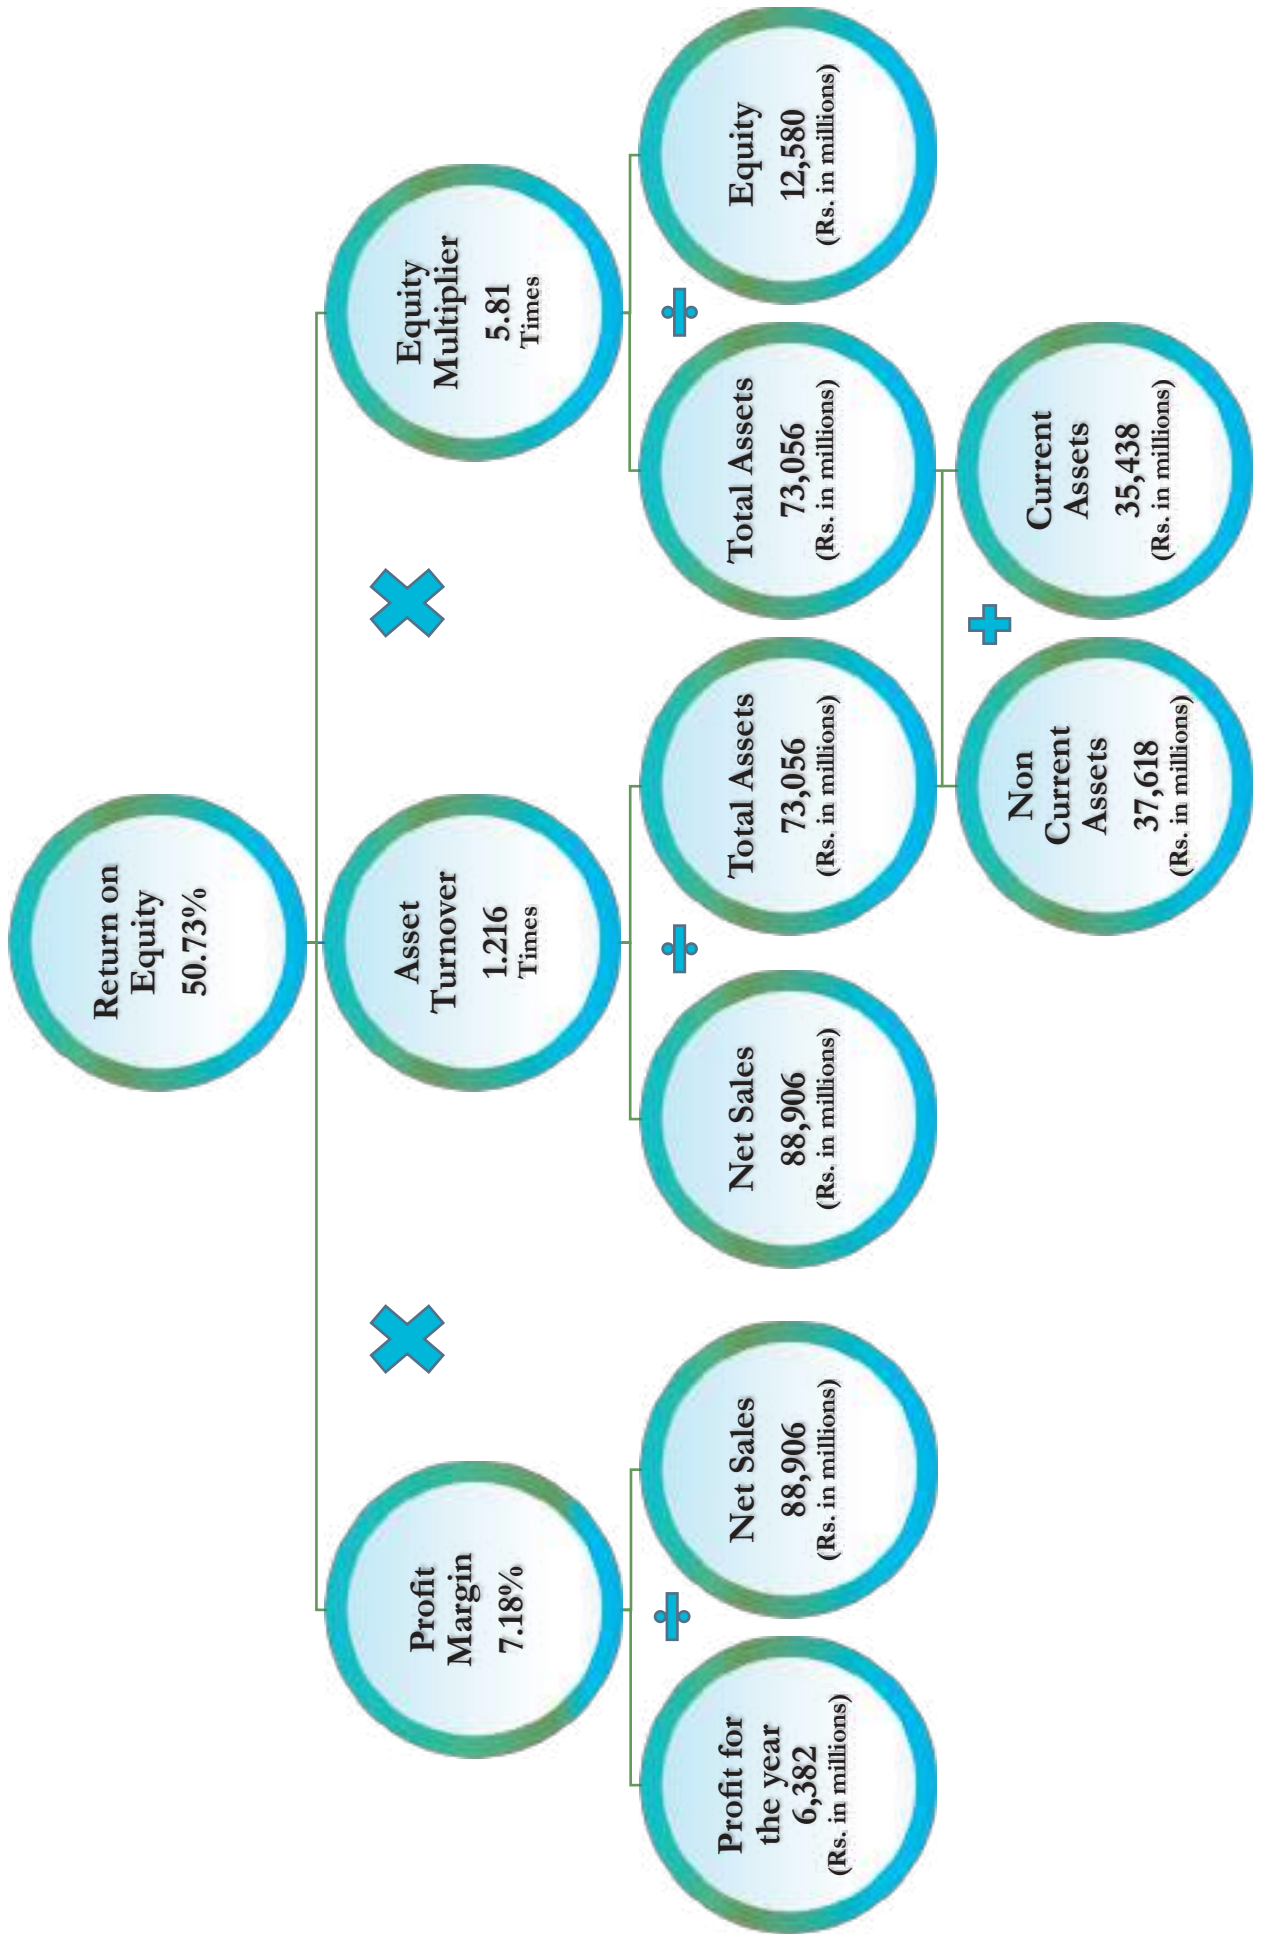 Return on
Equity
50.73%
Profit
Margin
7.18%
Asset
Turnover
1.216
Times
Equity
Multiplier
5.81
Times
Profit for
the year
6,382
(Rs. in millions)
Net Sales
88,906
(Rs. in millions)
Net Sales
88,906
(Rs. in millions)
Total Assets
73,056
(Rs. in millions)
Total Assets
73,056
(Rs. in millions)
Equity
12,580
(Rs. in millions)
Non
Current
Assets
37,618
(Rs. in millions)
Current
Assets
35,438
(Rs. in millions)